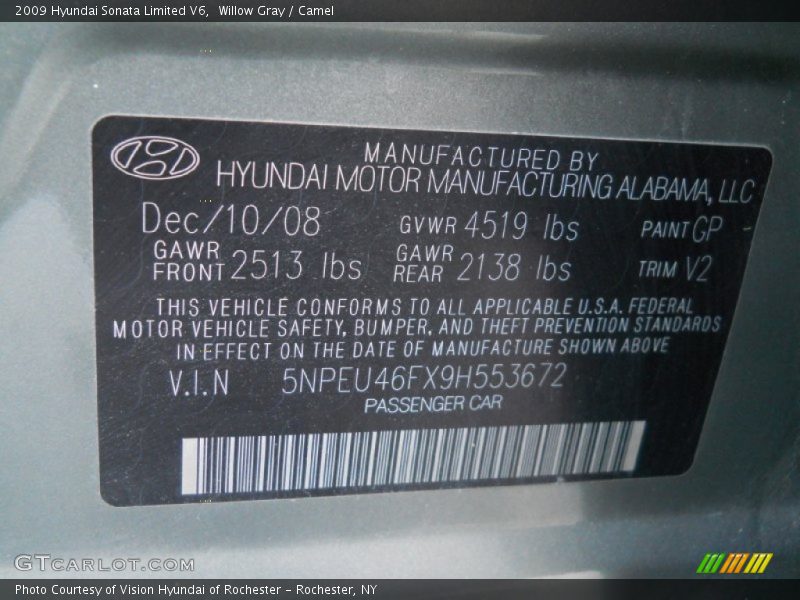 2009 Hyundai Sonata Limited V6, Willow Gray / Camel
MANUFACTURED BY
HYUNDAI MOTOR MANUFACTURING ALABAMA, LLC
Dec/10/08 GVWR 4519 lbs PAINT GP
GAWR FRONT 2513 lbs GAWR REAR 2138 lbs TRIM V2
THIS VEHICLE CONFORMS TO ALL APPLICABLE U.S.A. FEDERAL
MOTOR VEHICLE SAFETY, BUMPER, AND THEFT PREVENTION STANDARDS
IN EFFECT ON THE DATE OF MANUFACTURE SHOWN ABOVE
V.I.N 5NPEU46FX9H553672
PASSENGER CAR
GTCARLOT.COM
Photo Courtesy of Vision Hyundai of Rochester - Rochester, NY